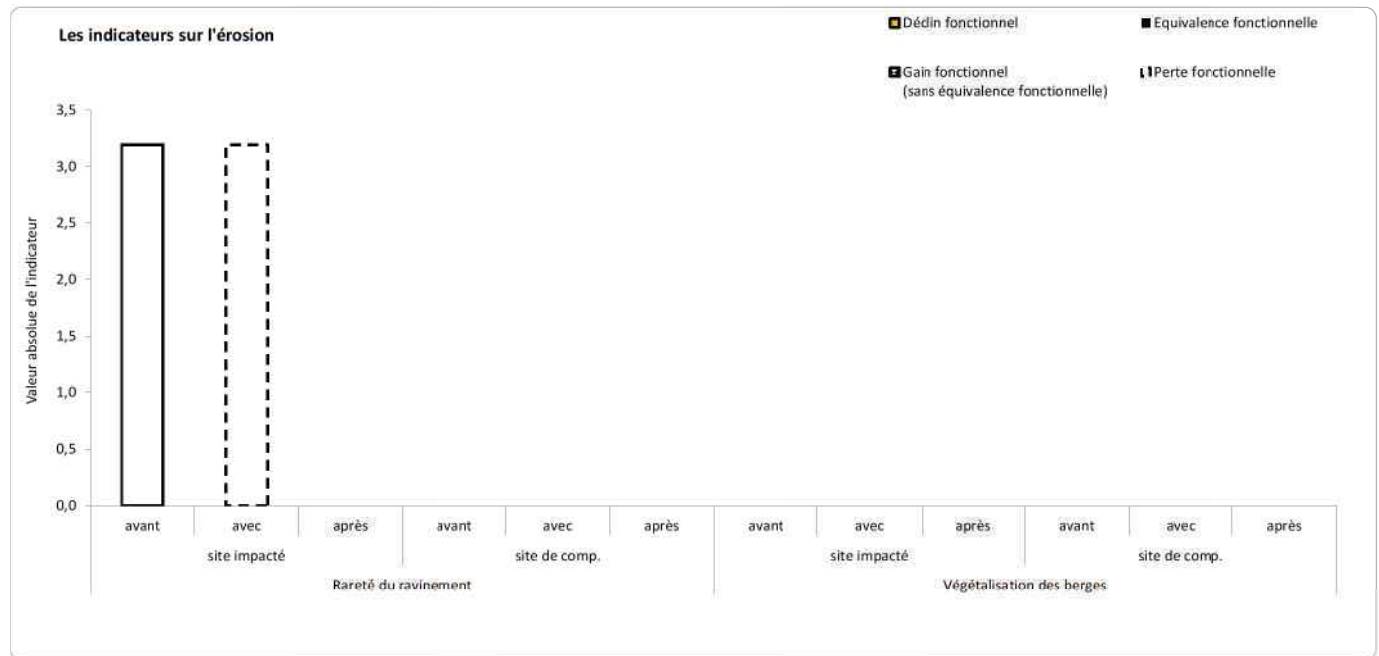 Les indicateurs sur l'érosion
Déclin fonctionnel
Equivalence fonctionnelle
Gain fonctionnel
(sans équivalence fonctionnelle)
Perte fonctionnelle
Valeur absolue de l'indicateur
3,5
3,0
2,5
2,0
1,5
1,0
0,5
0,0
avant avec après avant avec après avant avec après avant avec après
site impacté site de comp. site impacté site de comp.
Rareté du ravinement Végétalisation des berges